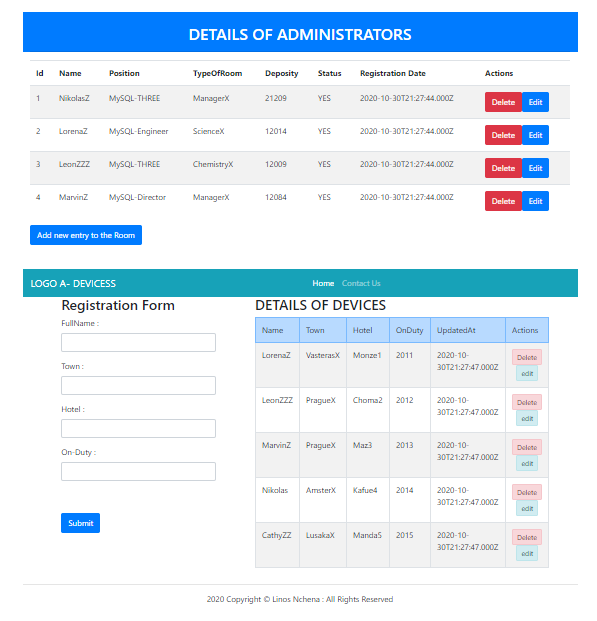 DETAILS OF ADMINISTRATORS
Id Name Position TypeOfRoom Deposity Status Registration Date Actions
1 NikolasZ MySQL-THREE ManagerX 21209 YES 2020-10-30T21:27:44.000Z Delete Edit
2 LorenaZ MySQL-Engineer ScienceX 12014 YES 2020-10-30T21:27:44.000Z Delete Edit
3 LeonZZZ MySQL-THREE ChemistryX 12009 YES 2020-10-30T21:27:44.000Z Delete Edit
4 MarvinZ MySQL-Director ManagerX 12084 YES 2020-10-30T21:27:44.000Z Delete Edit
Add new entry to the Room
LOGO A- DEVICESS Home Contact Us
Registration Form
FullName :
Town :
Hotel :
On-Duty :
Submit
DETAILS OF DEVICES
Name Town Hotel OnDuty UpdatedAt Actions
LorenaZ VasterasX Monze1 2011 2020-10- Delete
30T21:27:47.000Z edit
LeonZZZ PragueX Choma2 2012 2020-10- Delete
30T21:27:47.000Z edit
MarvinZ PragueX Maz3 2013 2020-10- Delete
30T21:27:47.000Z edit
Nikolas AmsterX Kafue4 2014 2020-10- Delete
30T21:27:47.000Z edit
CathyZZ LusakaX Manda5 2015 2020-10- Delete
30T21:27:47.000Z edit
2020 Copyright © Linos Nchena : All Rights Reserved